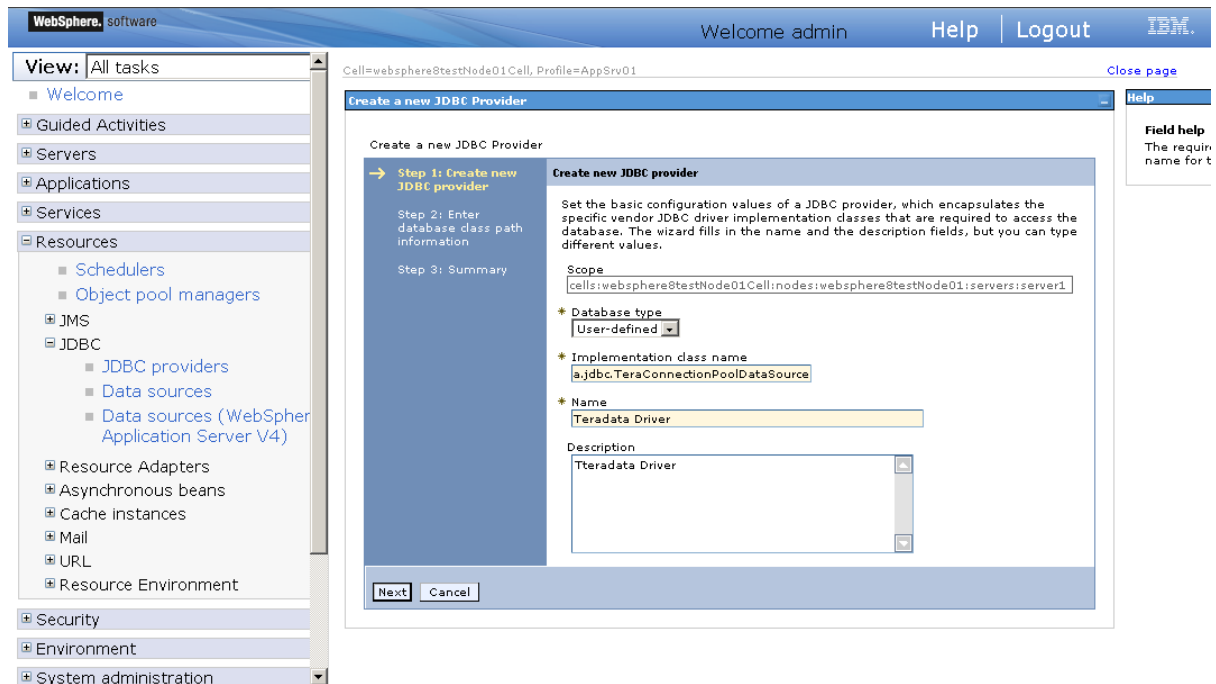 WebSphere. software
Welcome admin
Help
Logout
IBM.
View: All tasks
Welcome
Guided Activities
Servers
Applications
Services
Resources
Schedulers
Object pool managers
JMS
JDBC
JDBC providers
Data sources
Data sources (WebSpher
Application Server V4)
Resource Adapters
Asynchronous beans
Cache instances
Mail
URL
Resource Environment
Security
Environment
System administration
Cell=websphere8testNode01Cell, Profile=AppSrv01
Close page
Create a new JDBC Provider
Create a new JDBC Provider
Step 1: Create new
JDBC provider
Step 2: Enter
database class path
information
Step 3: Summary
Create new JDBC provider
Set the basic configuration values of a JDBC provider, which encapsulates the
specific vendor JDBC driver implementation classes that are required to access the
database. The wizard fills in the name and the description fields, but you can type
different values.
Scope
cells:websphere8testNode01Cell:nodes:websphere8testNode01:servers:server1
* Database type
User-defined
* Implementation class name
a.jdbc.TeraConnectionPoolDataSource
* Name
Teradata Driver
Description
Tteradata Driver
Next
Cancel
Help
Field help
The require
name for t